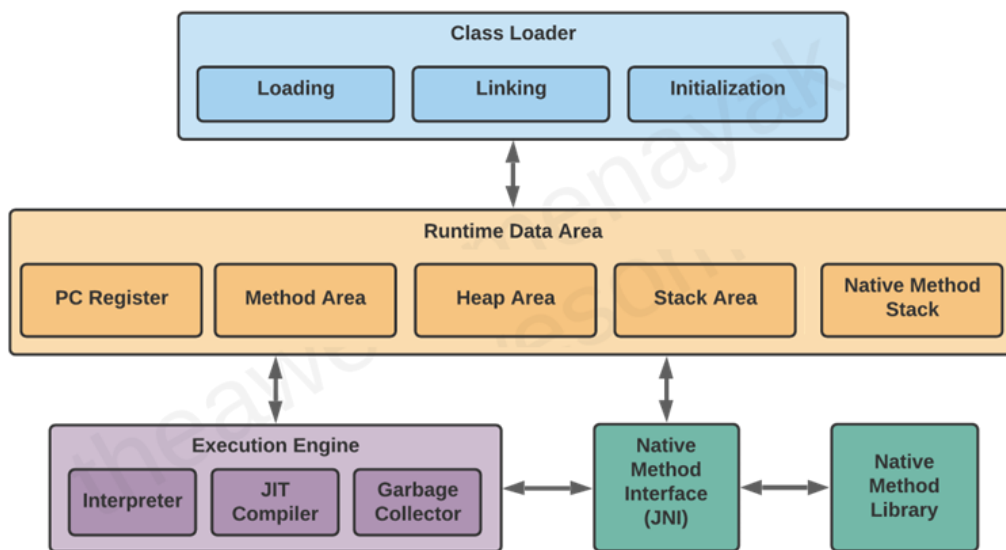 Class Loader
Loading
Linking
Initialization
Runtime Data Area
PC Register
Method Area
Heap Area
Stack Area
Native Method
Stack
Execution Engine
Interpreter
JIT
Compiler
Garbage
Collector
Native
Method
Interface
(JNI)
Native
Method
Library